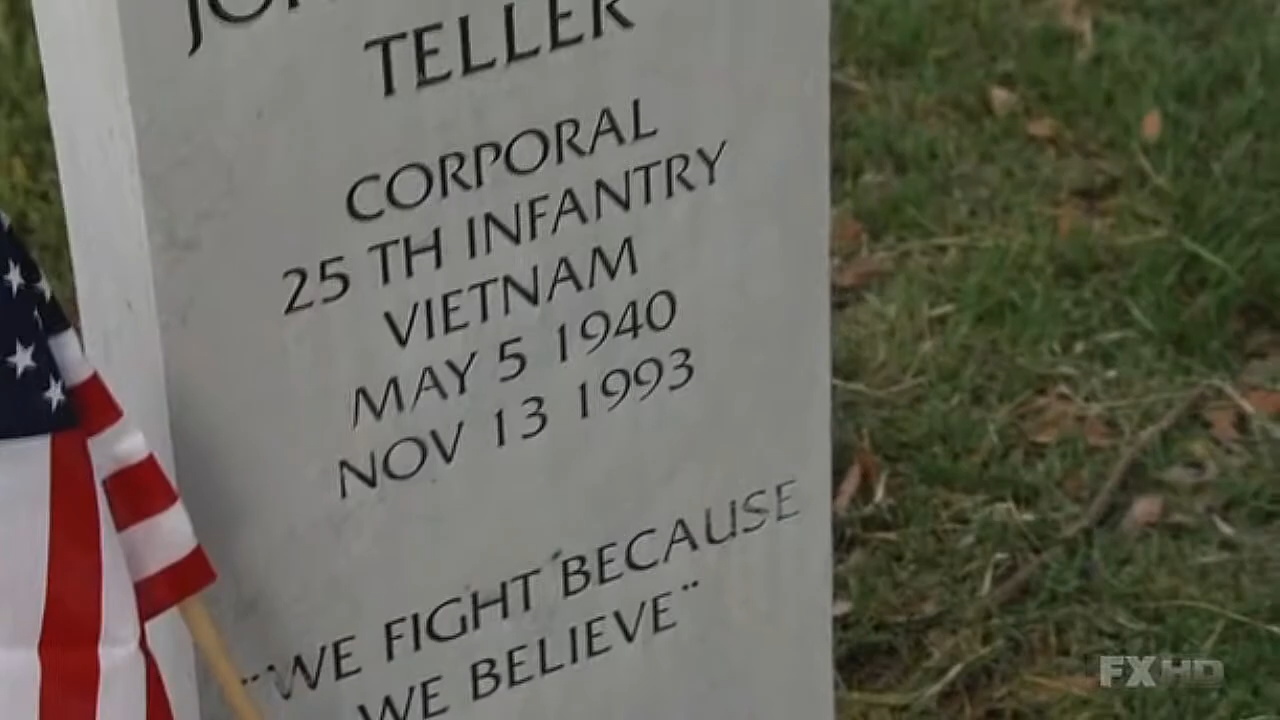 TELLER
CORPORAL
25 TH INFANTRY
VIETNAM
MAY 5 1940
NOV 13 1993
"WE FIGHT BECAUSE
WE BELIEVE"
FXHD